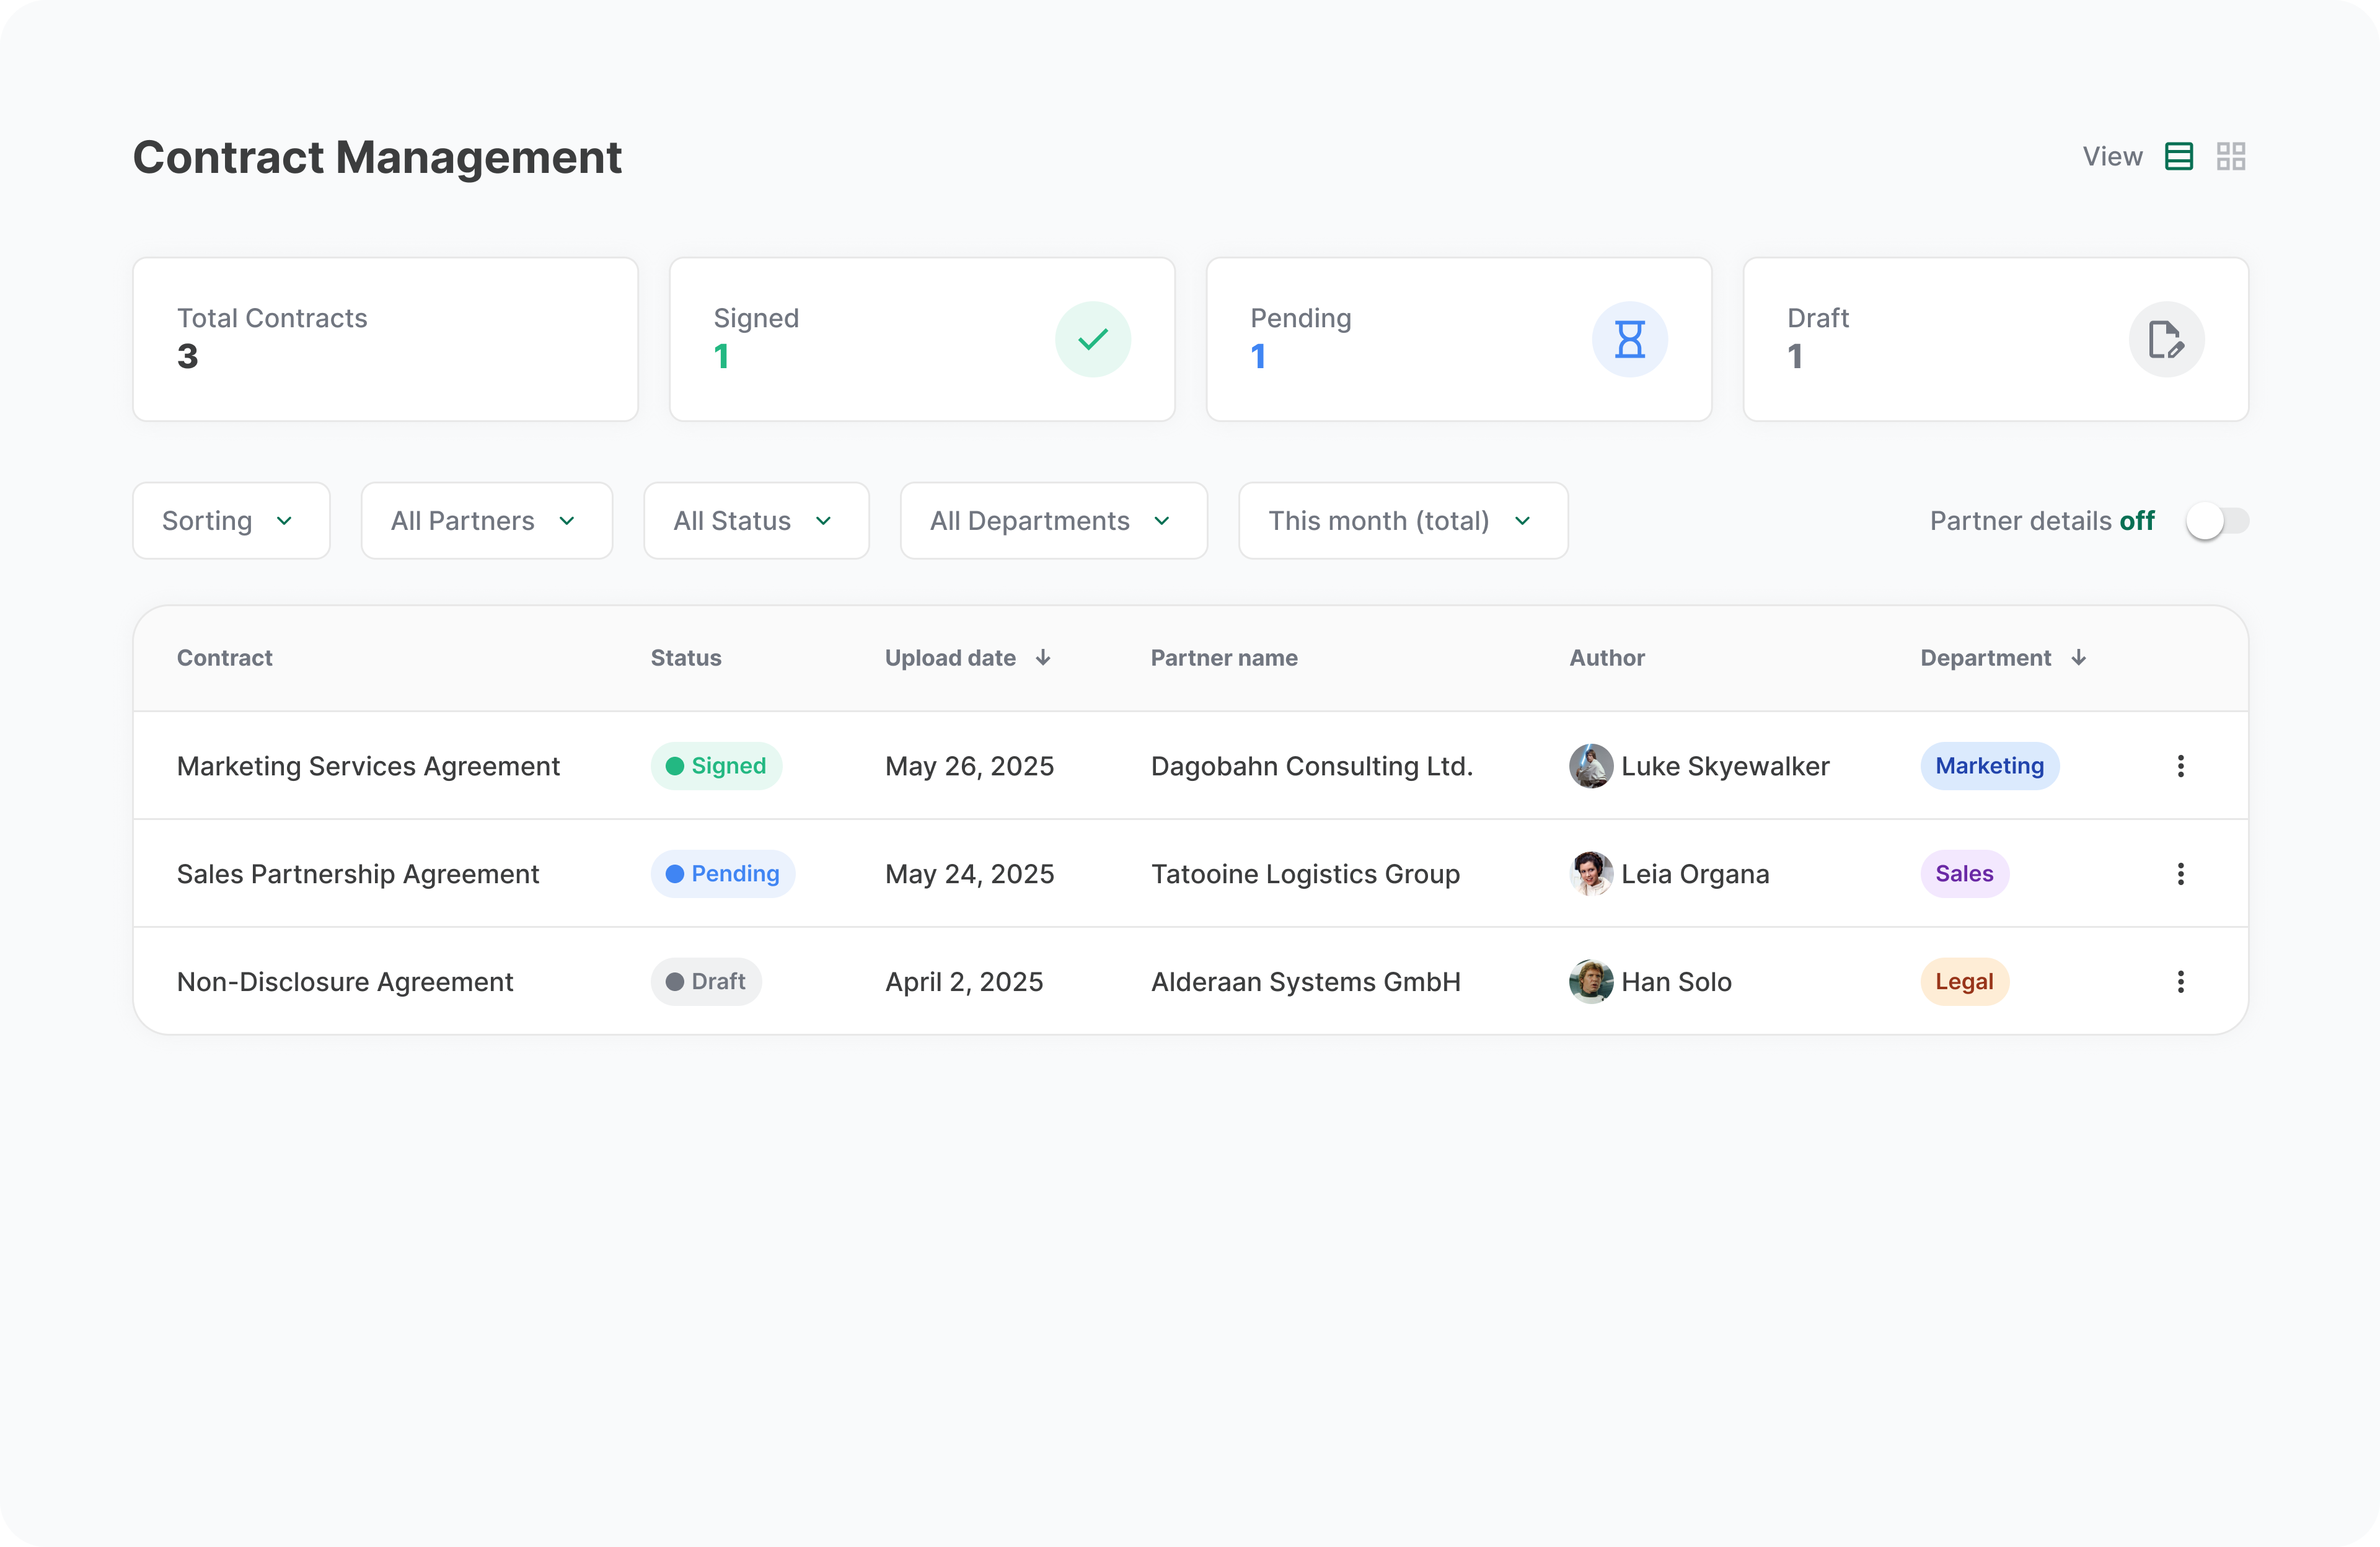 Contract Management
View
Total Contracts
3
Signed
1
Pending
1
Draft
1
Sorting
All Partners
All Status
All Departments
This month (total)
Partner details off
Contract Status Upload date Partner name Author Department
Marketing Services Agreement Signed May 26, 2025 Dagobahn Consulting Ltd. Luke Skyewalker Marketing
Sales Partnership Agreement Pending May 24, 2025 Tatooine Logistics Group Leia Organa Sales
Non-Disclosure Agreement Draft April 2, 2025 Alderaan Systems GmbH Han Solo Legal